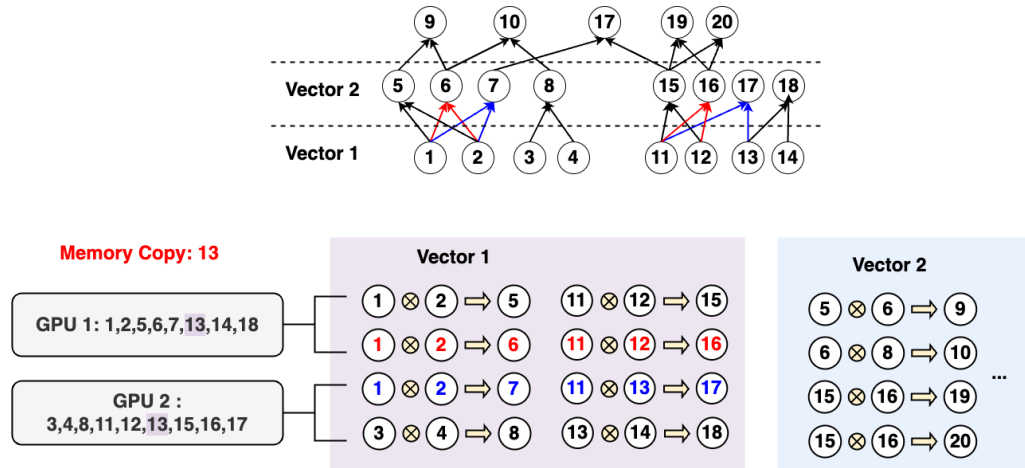 9 10 17 19 20
Vector 2 5 6 7 8 15 16 17 18
Vector 1 1 2 3 4 11 12 13 14
Memory Copy: 13
GPU 1: 1,2,5,6,7,13,14,18
GPU 2 :
3,4,8,11,12,13,15,16,17
Vector 1
1 ⊗ 2 ⇨ 5 11 ⊗ 12 ⇨ 15
1 ⊗ 2 ⇨ 6 11 ⊗ 12 ⇨ 16
1 ⊗ 2 ⇨ 7 11 ⊗ 13 ⇨ 17
3 ⊗ 4 ⇨ 8 13 ⊗ 14 ⇨ 18
Vector 2
5 ⊗ 6 ⇨ 9
6 ⊗ 8 ⇨ 10
15 ⊗ 16 ⇨ 19
15 ⊗ 16 ⇨ 20
...